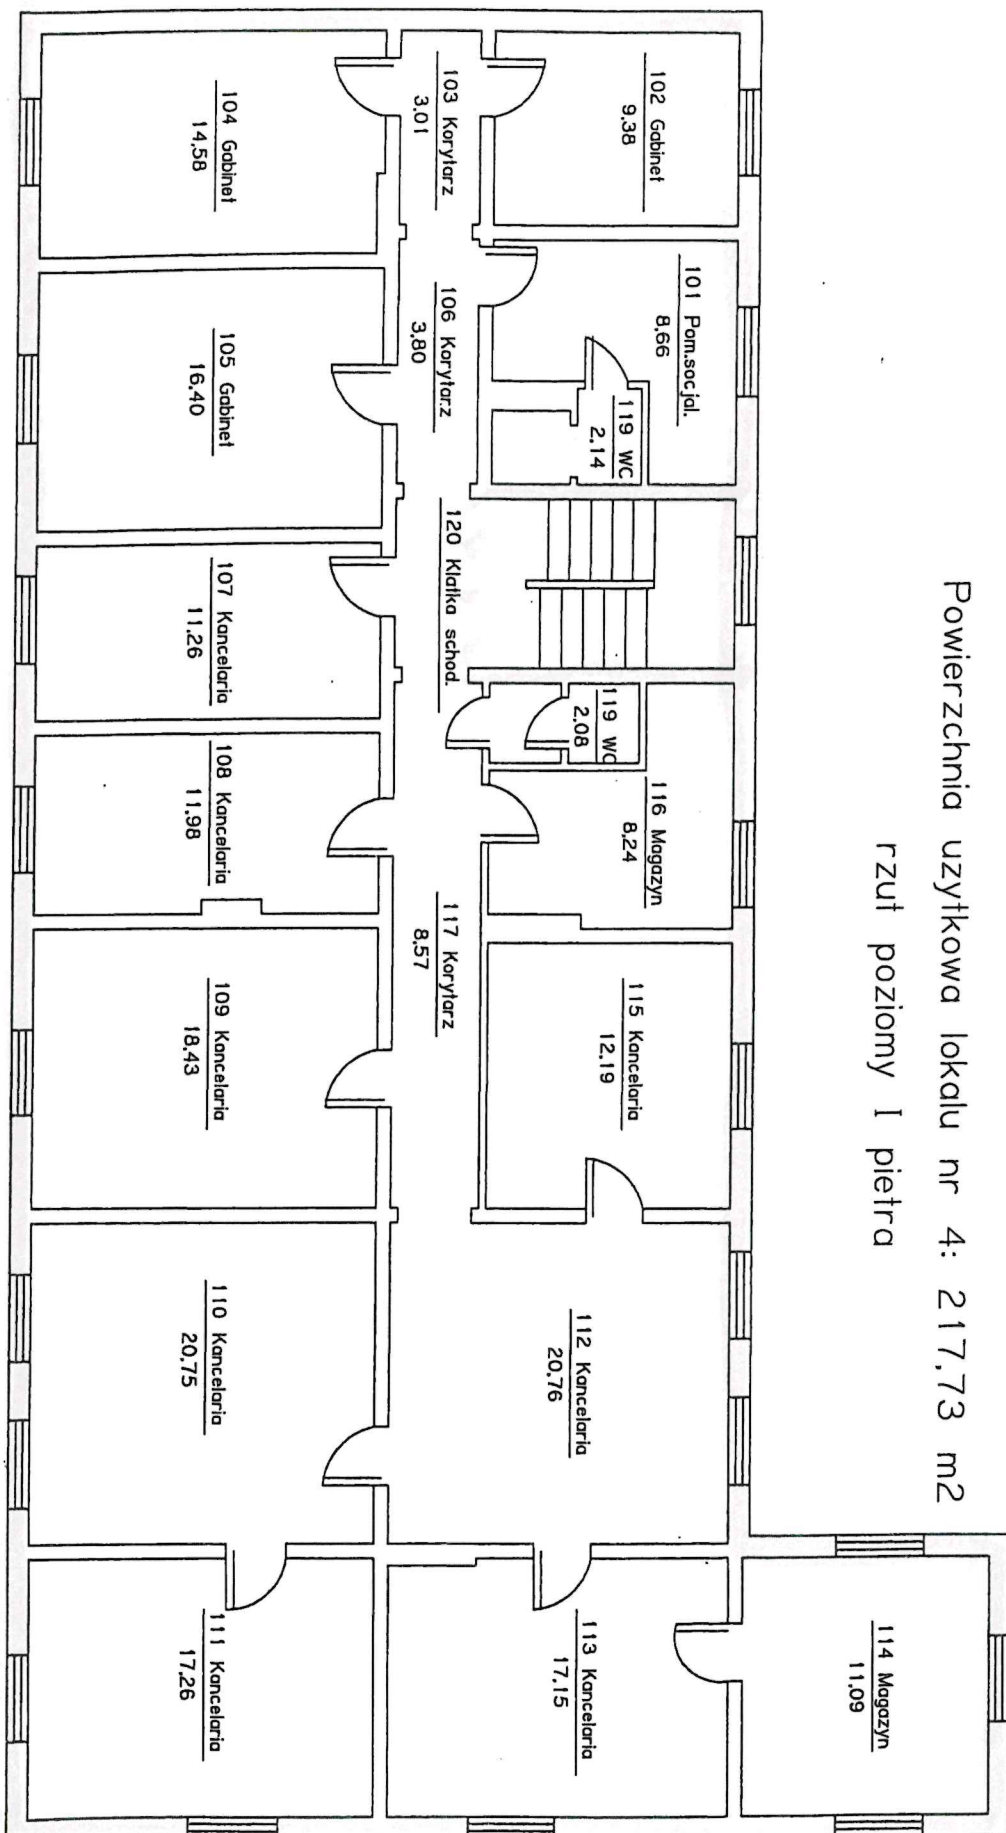 Powierzchnia uzytkowa lokalu nr 4: 217,73 m2
rzut poziomy I pietra
102 Gabinet
9,38
101 Pom.socjal.
8,66
119 WC
2,14
119 WC
2,08
116 Magazyn
8,24
115 Kancelaria
12,19
112 Kancelaria
20,76
114 Magazyn
11,09
113 Kancelaria
17,15
103 Korytarz
3,01
106 Korytarz
3,80
120 Klatka schod.
117 Korytarz
8,57
104 Gabinet
14,58
105 Gabinet
16,40
107 Kancelaria
11,26
108 Kancelaria
11,98
109 Kancelaria
18,43
110 Kancelaria
20,75
111 Kancelaria
17,26